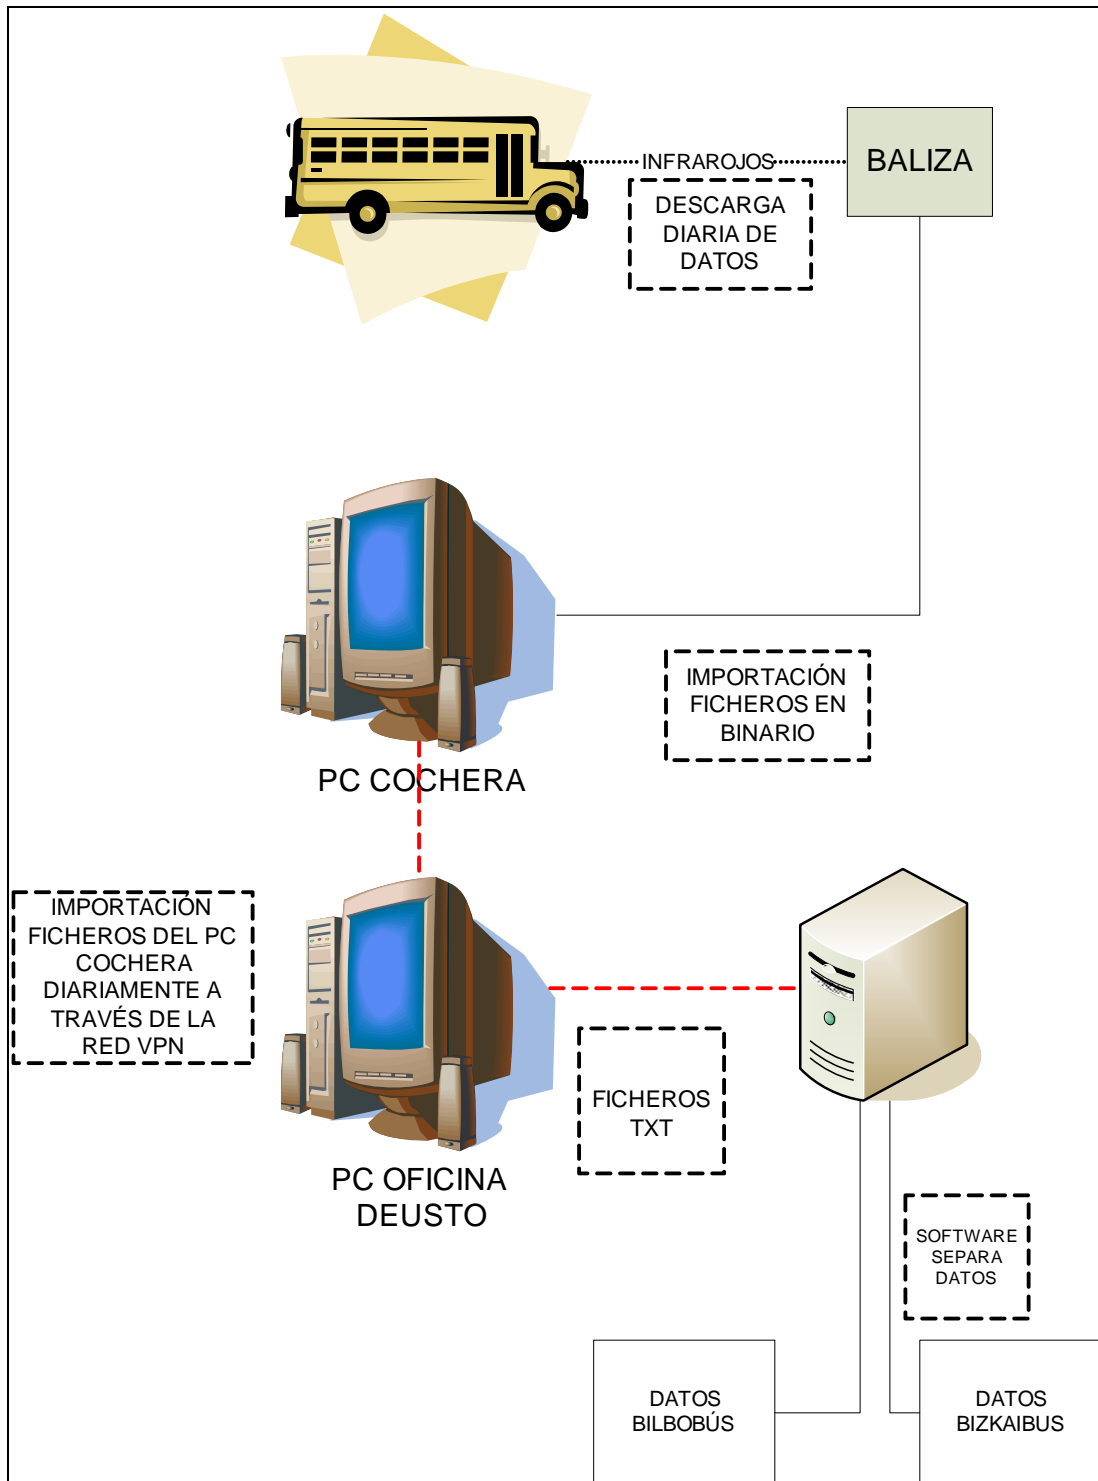 INFRAROJOS
BALIZA
DESCARGA
DIARIA DE
DATOS
IMPORTACIÓN
FICHEROS EN
BINARIO
PC COCHERA
IMPORTACIÓN
FICHEROS DEL PC
COCHERA
DIARIAMENTE A
TRAVÉS DE LA
RED VPN
FICHEROS
TXT
PC OFICINA
DEUSTO
SOFTWARE
SEPARA
DATOS
DATOS
BILBOBÚS
DATOS
BIZKAIBUS